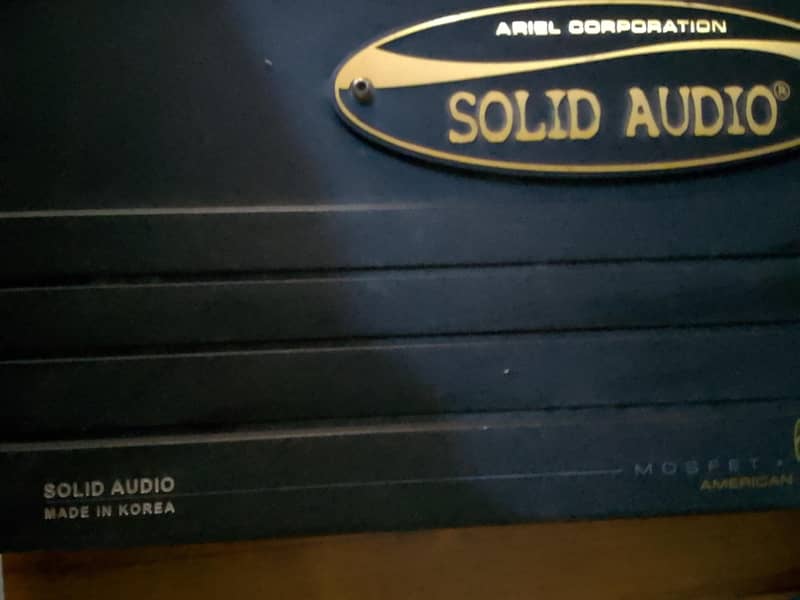 ARIEL CORPORATION
SOLID AUDIO®
SOLID AUDIO
MADE IN KOREA
MOSFET
AMERICAN